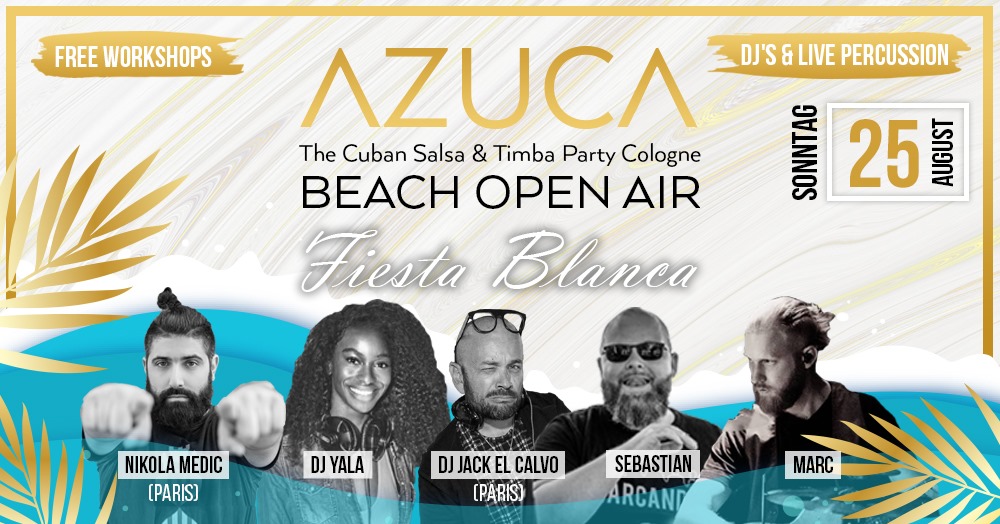 FREE WORKSHOPS
AZUCA
DJ'S & LIVE PERCUSSION
The Cuban Salsa & Timba Party Cologne
BEACH OPEN AIR
SONNTAG
25
AUGUST
Fiesta Blanca
NIKOLA MEDIC
(PARIS)
DJ YALA
DJ JACK EL CALVO
(PARIS)
SEBASTIAN
MARC
ARCAND